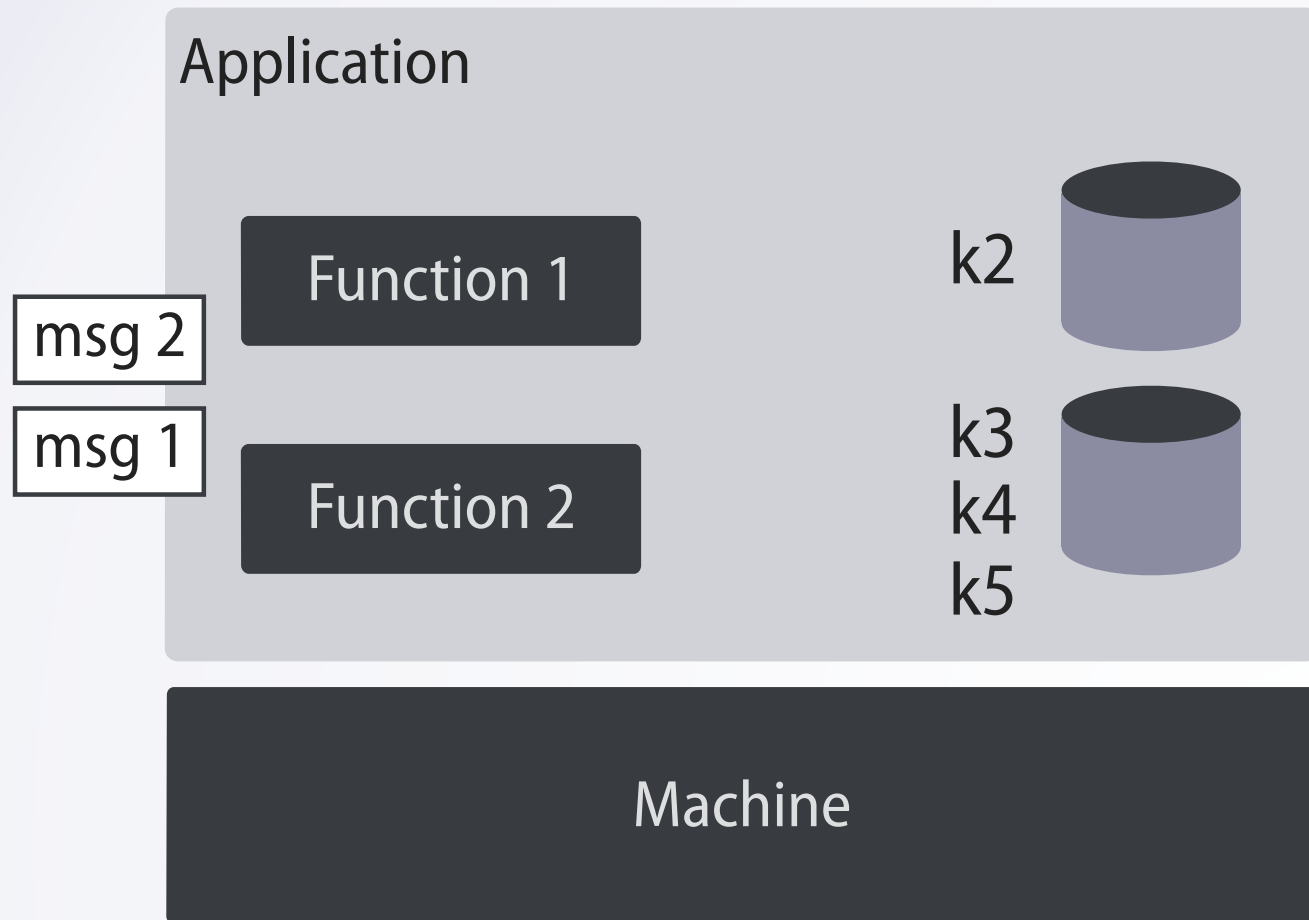 Application
Function 1
k2
msg 2
msg 1
k3
Function 2
k4
k5
Machine